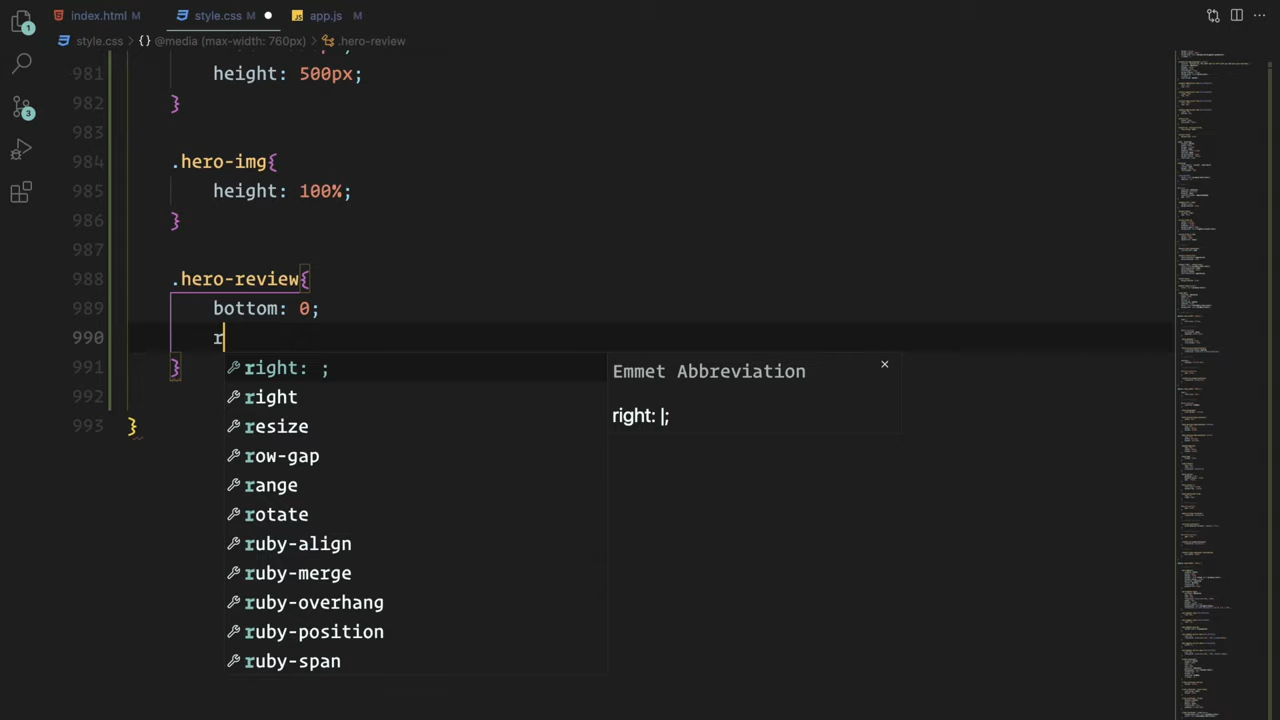 index.html M
style.css M
JS app.js M
style.css > {} @media (max-width: 760px) > .hero-review
1
3
981 height: 500px;
982 }
983
984 .hero-img{
985 height: 100%;
986 }
987
988 .hero-review{
989 bottom: 0;
990 r
991 }
992
993 }
right: ;
right
resize
row-gap
range
rotate
ruby-align
ruby-merge
ruby-overhang
ruby-position
ruby-span
Emmet Abbreviation
right: |;